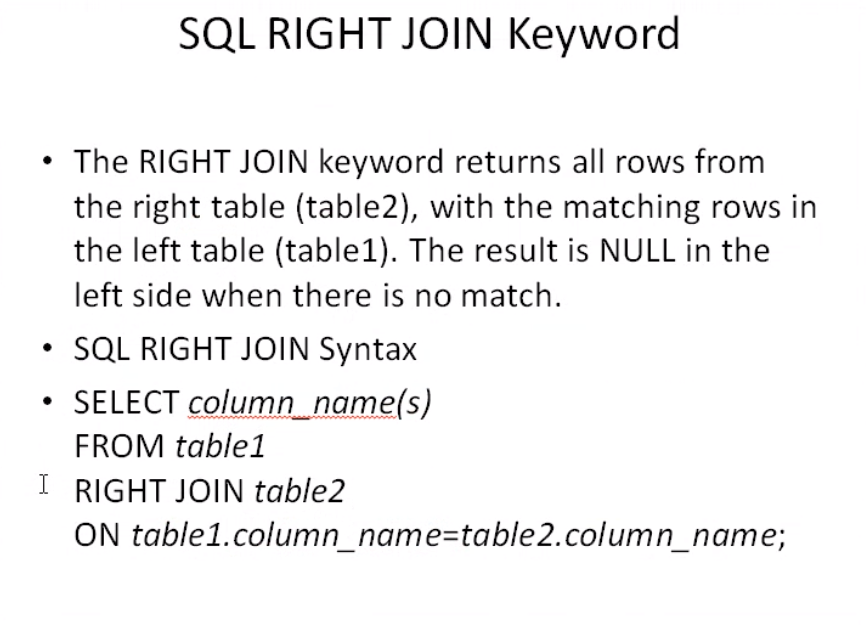 SQL RIGHT JOIN Keyword
• The RIGHT JOIN keyword returns all rows from
the right table (table2), with the matching rows in
the left table (table1). The result is NULL in the
left side when there is no match.
• SQL RIGHT JOIN Syntax
• SELECT column_name(s)
FROM table1
RIGHT JOIN table2
ON table1.column_name=table2.column_name;